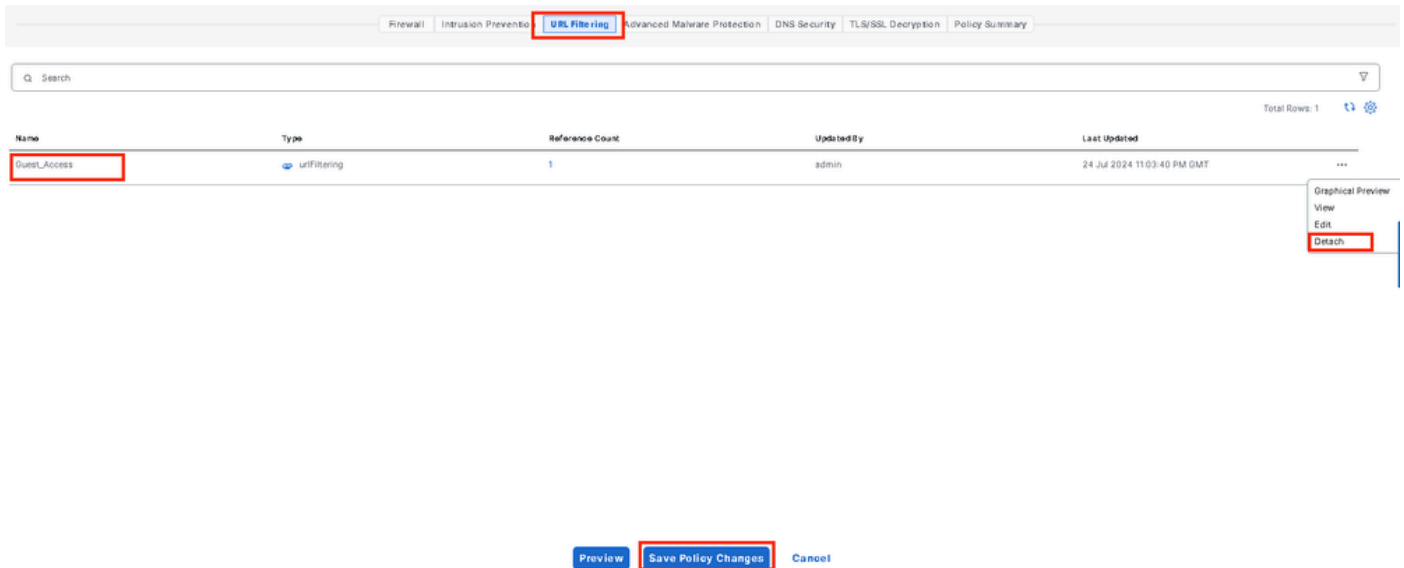 Firewall Intrusion Preventio URL Filtering Advanced Malware Protection DNS Security TLS/SSL Decryption Policy Summary
Search
Total Rows: 1
Name Type Reference Count Updated By Last Updated
Guest_Access urlFiltering 1 admin 24 Jul 2024 11:03:40 PM GMT ...
Graphical Preview
View
Edit
Detach
Preview Save Policy Changes Cancel